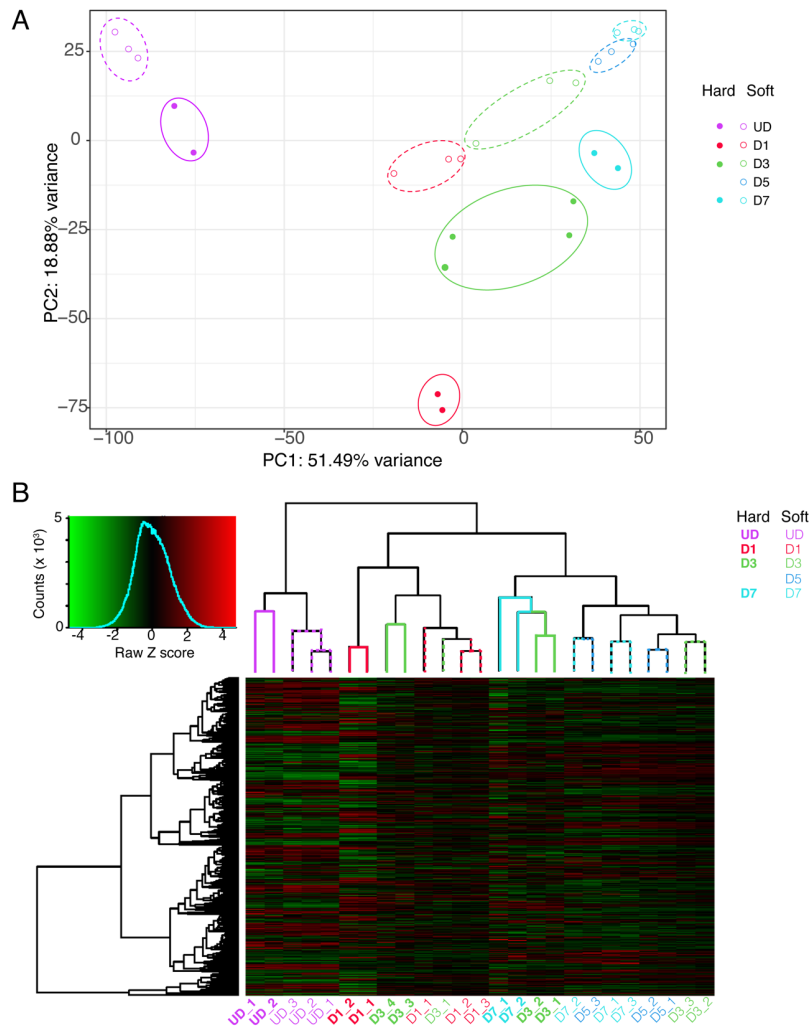 A
25
0
−25
−50
−75
−100
−50
0
50
PC2: 18.88% variance
PC1: 51.49% variance
Hard Soft
UD
D1
D3
D5
D7
B
5
0
Counts (x 10³)
-4 -2 0 2 4
Raw Z score
Hard Soft
UD UD
D1 D1
D3 D3
D5
D7 D7
UD_1 UD_2 UD_3 UD_2 UD_1 D1_2 D1_1 D3_4 D3_3 D1_1 D3_1 D1_2 D1_3 D7_1 D7_2 D3_2 D3_1 D7_2 D5_3 D7_1 D7_3 D5_2 D5_1 D3_3 D3_2